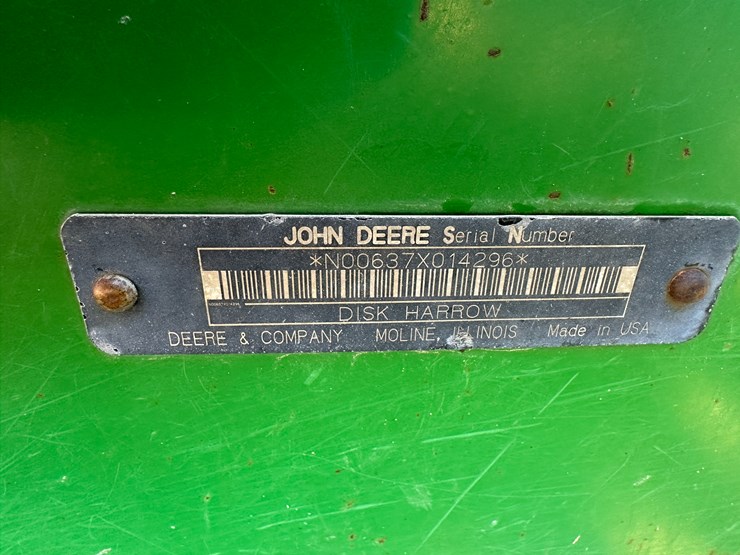 JOHN DEERE Serial Number
*N00637X014296*
DISK HARROW
DEERE & COMPANY MOLINE, ILLINOIS Made in USA